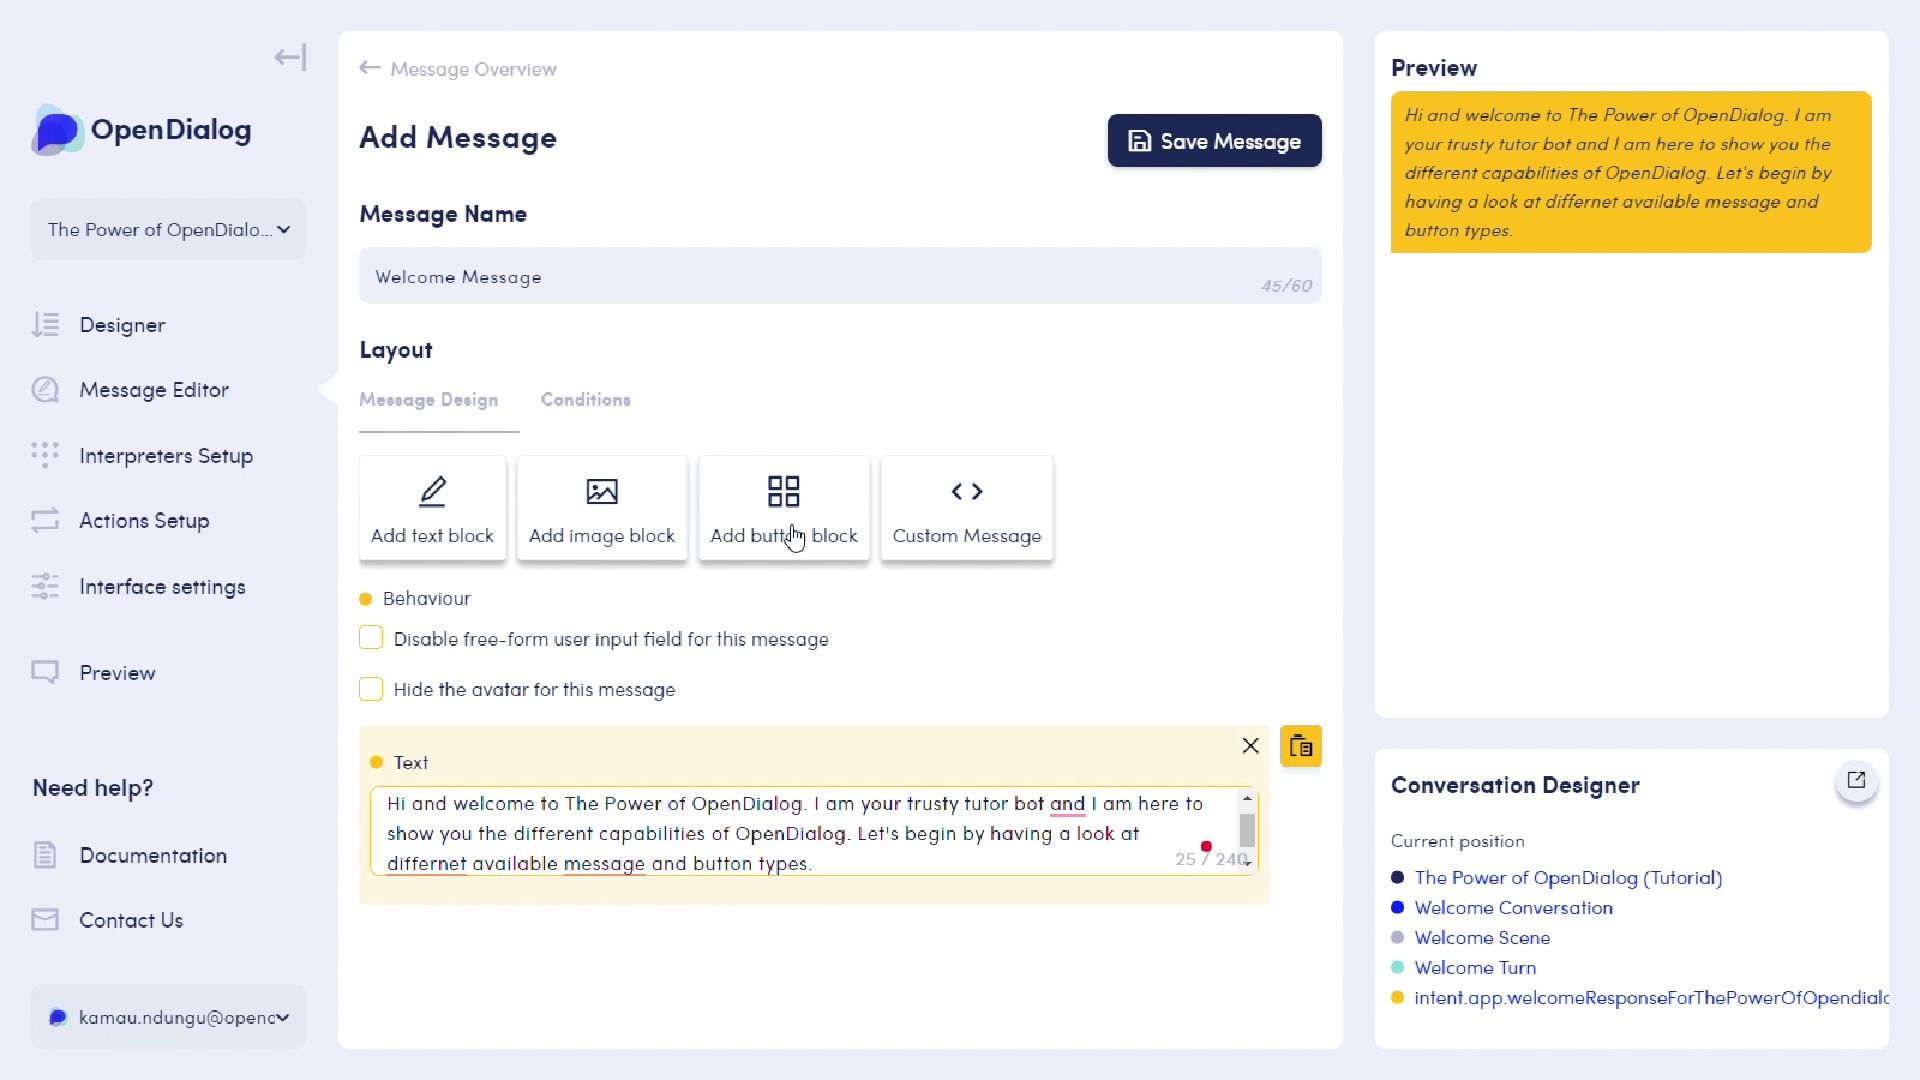 OpenDialog
The Power of OpenDialo...
Designer
Message Editor
Interpreters Setup
Actions Setup
Interface settings
Preview
Need help?
Documentation
Contact Us
kamau.ndungu@openc
Message Overview
Add Message
Save Message
Message Name
Welcome Message
45/60
Layout
Message Design
Conditions
Add text block
Add image block
Add button block
Custom Message
Behaviour
Disable free-form user input field for this message
Hide the avatar for this message
Text
Hi and welcome to The Power of OpenDialog. I am your trusty tutor bot and I am here to
show you the different capabilities of OpenDialog. Let's begin by having a look at
differnet available message and button types.
25 / 240
Preview
Hi and welcome to The Power of OpenDialog. I am
your trusty tutor bot and I am here to show you the
different capabilities of OpenDialog. Let's begin by
having a look at differnet available message and
button types.
Conversation Designer
Current position
The Power of OpenDialog (Tutorial)
Welcome Conversation
Welcome Scene
Welcome Turn
intent.app.welcomeResponseForThePowerOfOpendialo